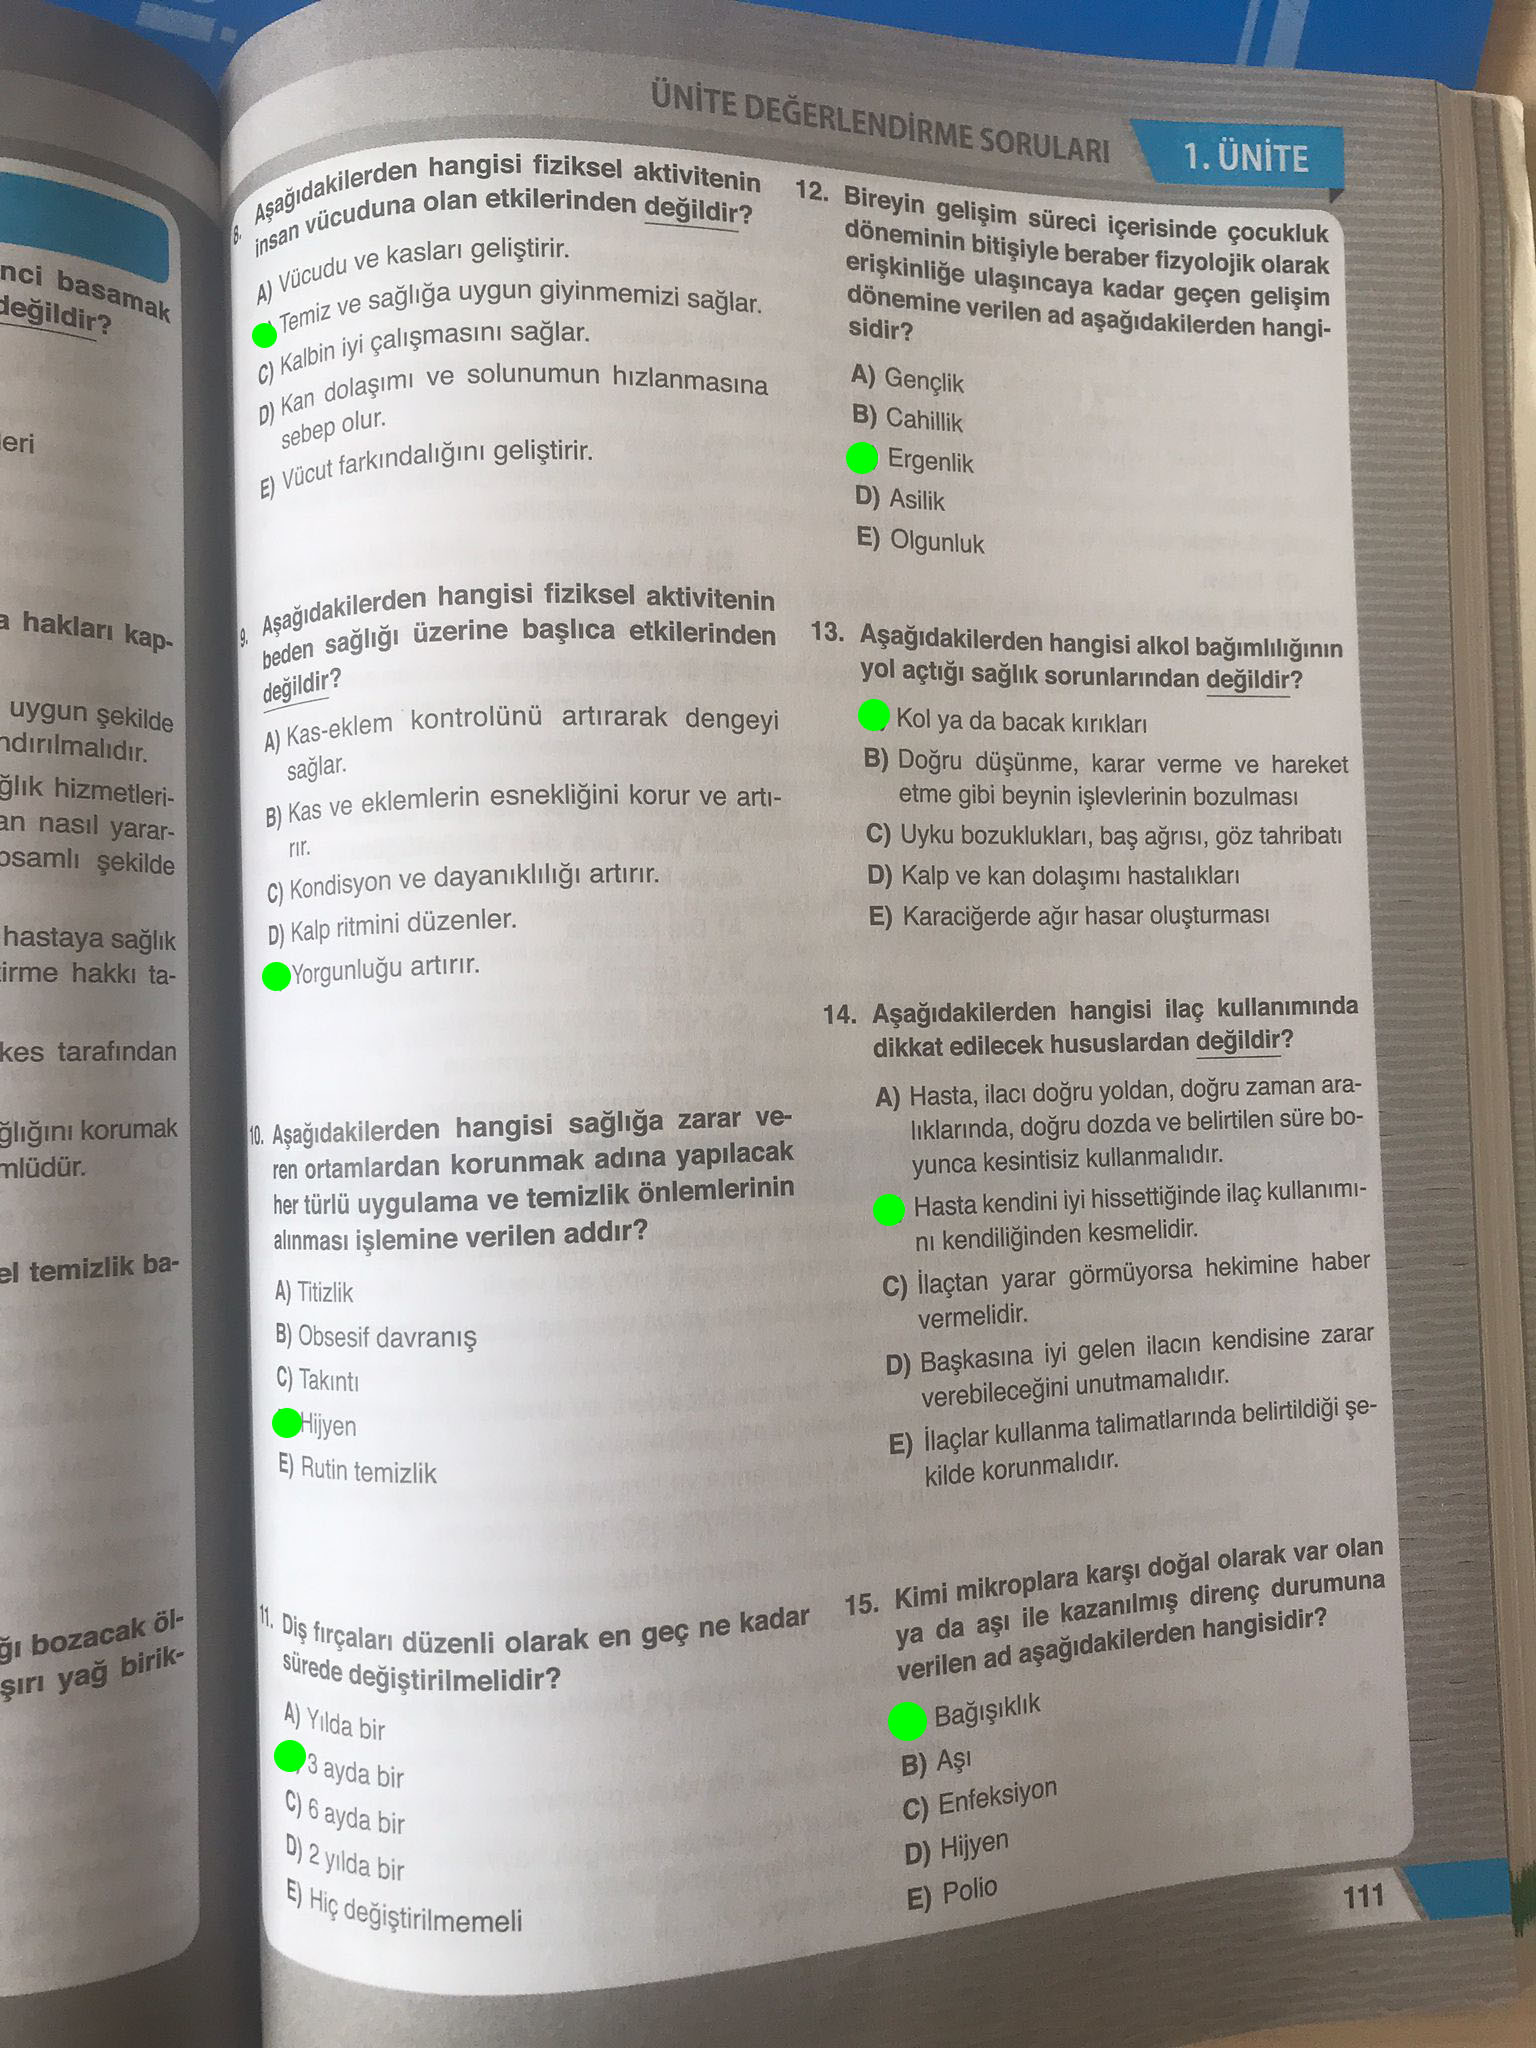 nci basamak
değildir?
leri
a hakları kap-
uygun şekilde
ndırılmalıdır.
ğlık hizmetleri-
an nasıl yarar-
osamlı şekilde
hastaya sağlık
irme hakkı ta-
kes tarafından
ğlığını korumak
mlüdür.
el temizlik ba-
ğı bozacak öl-
şırı yağ birik-
ÜNİTE DEĞERLENDİRME SORULARI
1. ÜNİTE
8. Aşağıdakilerden hangisi fiziksel aktivitenin
insan vücuduna olan etkilerinden değildir?
A) Vücudu ve kasları geliştirir.
Temiz ve sağlığa uygun giyinmemizi sağlar.
C) Kalbin iyi çalışmasını sağlar.
D) Kan dolaşımı ve solunumun hızlanmasına
sebep olur.
E) Vücut farkındalığını geliştirir.
9. Aşağıdakilerden hangisi fiziksel aktivitenin
beden sağlığı üzerine başlıca etkilerinden
değildir?
A) Kas-eklem kontrolünü artırarak dengeyi
sağlar.
B) Kas ve eklemlerin esnekliğini korur ve artı-
rır.
C) Kondisyon ve dayanıklılığı artırır.
D) Kalp ritmini düzenler.
Yorgunluğu artırır.
10. Aşağıdakilerden hangisi sağlığa zarar ve-
ren ortamlardan korunmak adına yapılacak
her türlü uygulama ve temizlik önlemlerinin
alınması işlemine verilen addır?
A) Titizlik
B) Obsesif davranış
C) Takıntı
Hijyen
E) Rutin temizlik
11. Diş fırçaları düzenli olarak en geç ne kadar
sürede değiştirilmelidir?
A) Yılda bir
3 ayda bir
C) 6 ayda bir
D) 2 yılda bir
E) Hiç değiştirilmemeli
12. Bireyin gelişim süreci içerisinde çocukluk
döneminin bitişiyle beraber fizyolojik olarak
erişkinliğe ulaşıncaya kadar geçen gelişim
dönemine verilen ad aşağıdakilerden hangi-
sidir?
A) Gençlik
B) Cahillik
Ergenlik
D) Asilik
E) Olgunluk
13. Aşağıdakilerden hangisi alkol bağımlılığının
yol açtığı sağlık sorunlarından değildir?
Kol ya da bacak kırıkları
B) Doğru düşünme, karar verme ve hareket
etme gibi beynin işlevlerinin bozulması
C) Uyku bozuklukları, baş ağrısı, göz tahribatı
D) Kalp ve kan dolaşımı hastalıkları
E) Karaciğerde ağır hasar oluşturması
14. Aşağıdakilerden hangisi ilaç kullanımında
dikkat edilecek hususlardan değildir?
A) Hasta, ilacı doğru yoldan, doğru zaman ara-
lıklarında, doğru dozda ve belirtilen süre bo-
yunca kesintisiz kullanmalıdır.
Hasta kendini iyi hissettiğinde ilaç kullanımı-
nı kendiliğinden kesmelidir.
C) İlaçtan yarar görmüyorsa hekimine haber
vermelidir.
D) Başkasına iyi gelen ilacın kendisine zarar
verebileceğini unutmamalıdır.
E) İlaçlar kullanma talimatlarında belirtildiği şe-
kilde korunmalıdır.
15. Kimi mikroplara karşı doğal olarak var olan
ya da aşı ile kazanılmış direnç durumuna
verilen ad aşağıdakilerden hangisidir?
Bağışıklık
B) Aşı
C) Enfeksiyon
D) Hijyen
E) Polio
111